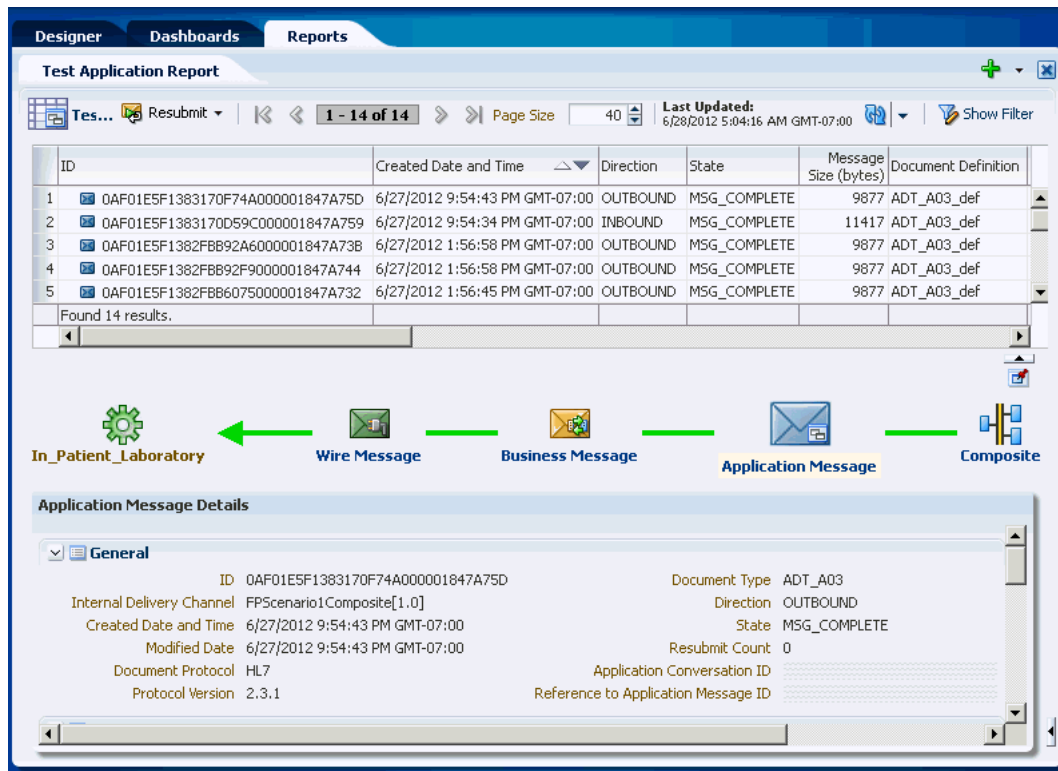 Designer Dashboards Reports
Test Application Report
Tes... Resubmit 1 - 14 of 14 Page Size 40 Last Updated: Show Filter
6/28/2012 5:04:16 AM GMT-07:00
ID Created Date and Time Direction State Message Size (bytes) Document Definition
1 0AF01E5F1383170F74A000001847A75D 6/27/2012 9:54:43 PM GMT-07:00 OUTBOUND MSG_COMPLETE 9877 ADT_A03_def
2 0AF01E5F1383170D59C000001847A759 6/27/2012 9:54:34 PM GMT-07:00 INBOUND MSG_COMPLETE 11417 ADT_A03_def
3 0AF01E5F1382FBB92A6000001847A73B 6/27/2012 1:56:58 PM GMT-07:00 OUTBOUND MSG_COMPLETE 9877 ADT_A03_def
4 0AF01E5F1382FBB92F9000001847A744 6/27/2012 1:56:58 PM GMT-07:00 OUTBOUND MSG_COMPLETE 9877 ADT_A03_def
5 0AF01E5F1382FBB6075000001847A732 6/27/2012 1:56:45 PM GMT-07:00 OUTBOUND MSG_COMPLETE 9877 ADT_A03_def
Found 14 results.
In_Patient_Laboratory Wire Message Business Message Application Message Composite
Application Message Details
General
ID 0AF01E5F1383170F74A000001847A75D Document Type ADT_A03
Internal Delivery Channel FPScenario1Composite[1.0] Direction OUTBOUND
Created Date and Time 6/27/2012 9:54:43 PM GMT-07:00 State MSG_COMPLETE
Modified Date 6/27/2012 9:54:43 PM GMT-07:00 Resubmit Count 0
Document Protocol HL7 Application Conversation ID
Protocol Version 2.3.1 Reference to Application Message ID